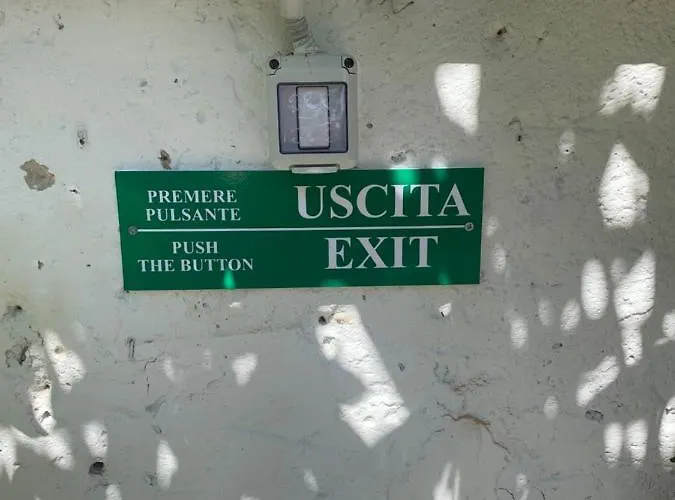 PREMERE
PULSANTE
USCITA
PUSH
THE BUTTON
EXIT